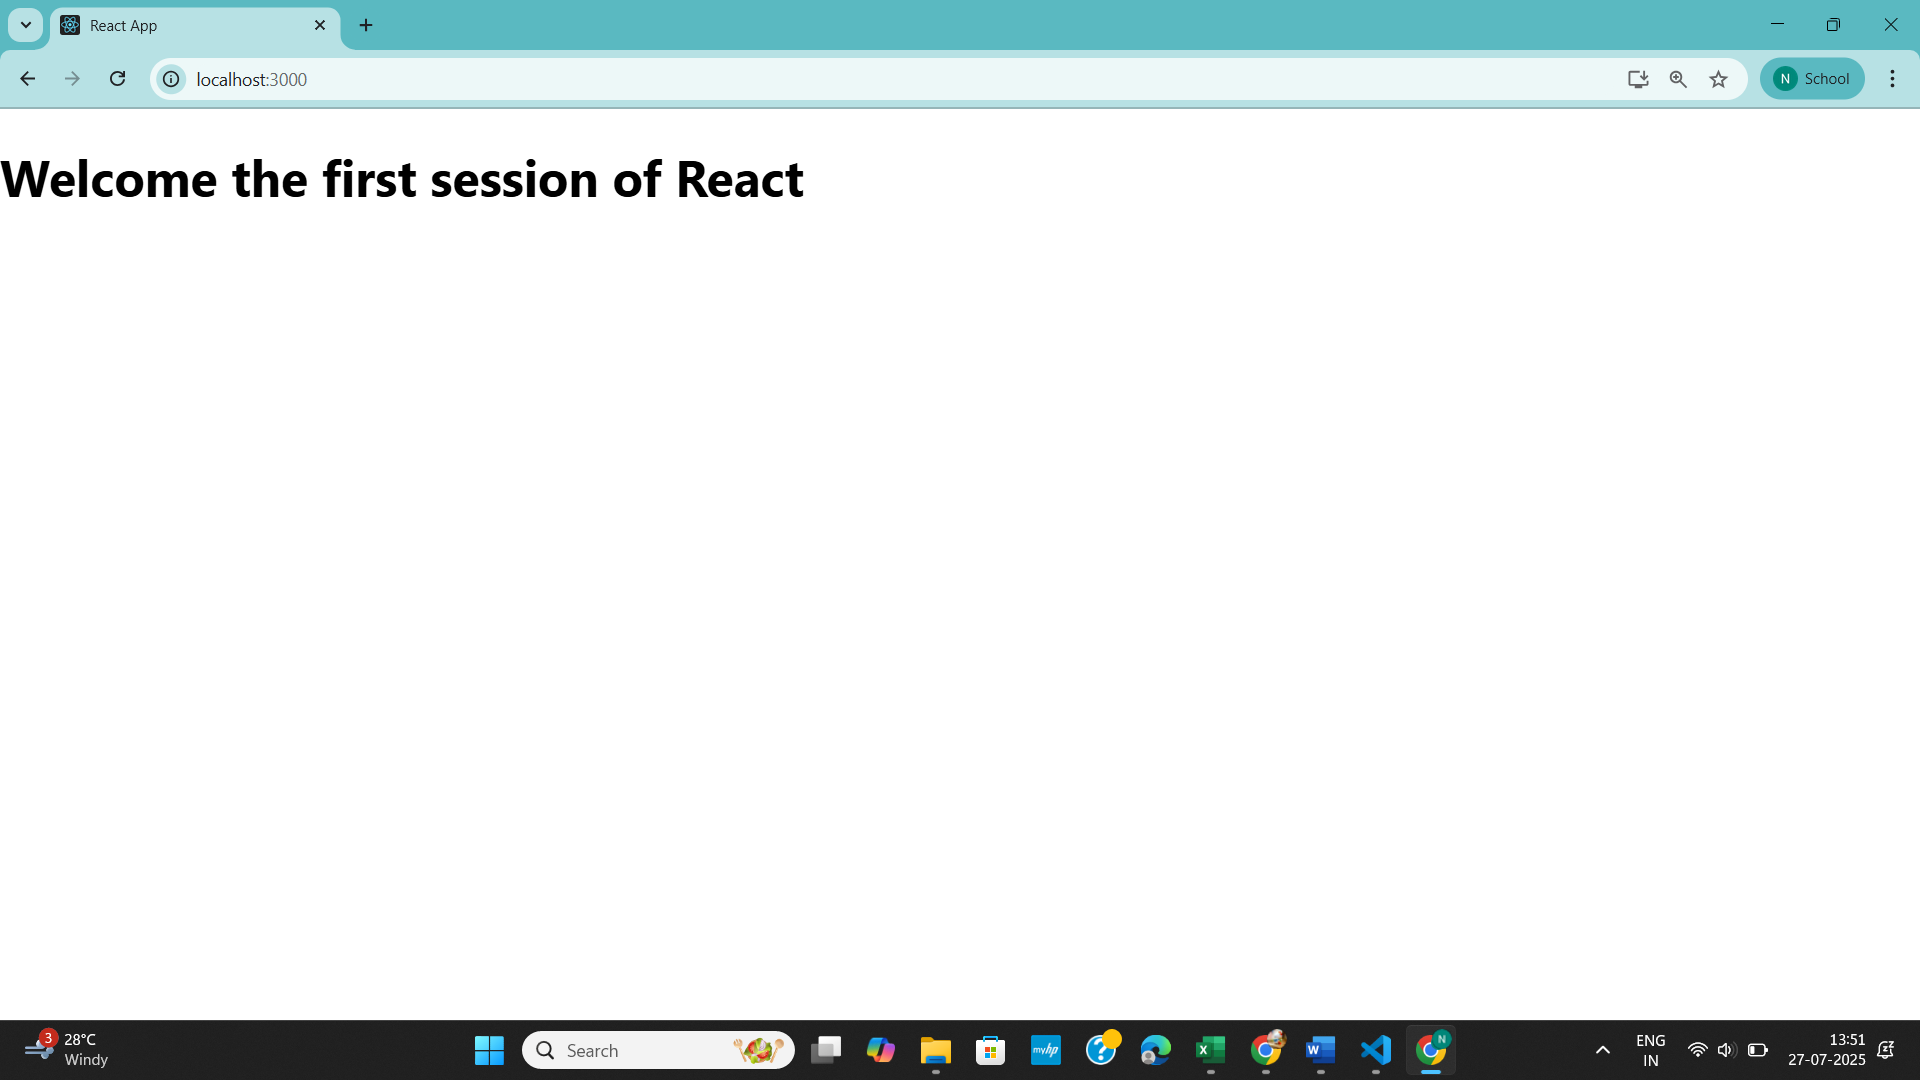 React App
localhost:3000
N School
Welcome the first session of React
3
28°C
Windy
Search
myhp
N
ENG
IN
13:51
27-07-2025